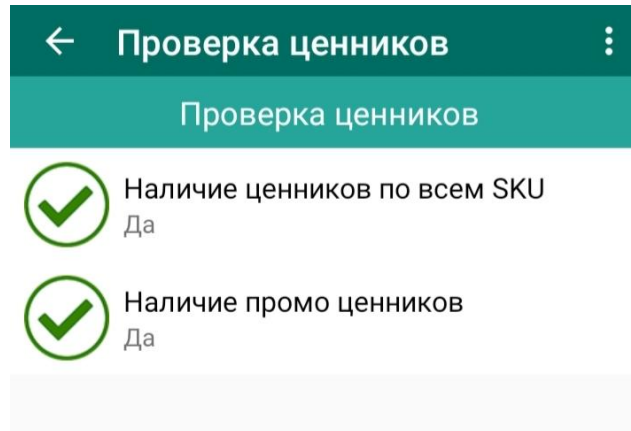 Проверка ценников
Проверка ценников
Наличие ценников по всем SKU
Да
Наличие промо ценников
Да